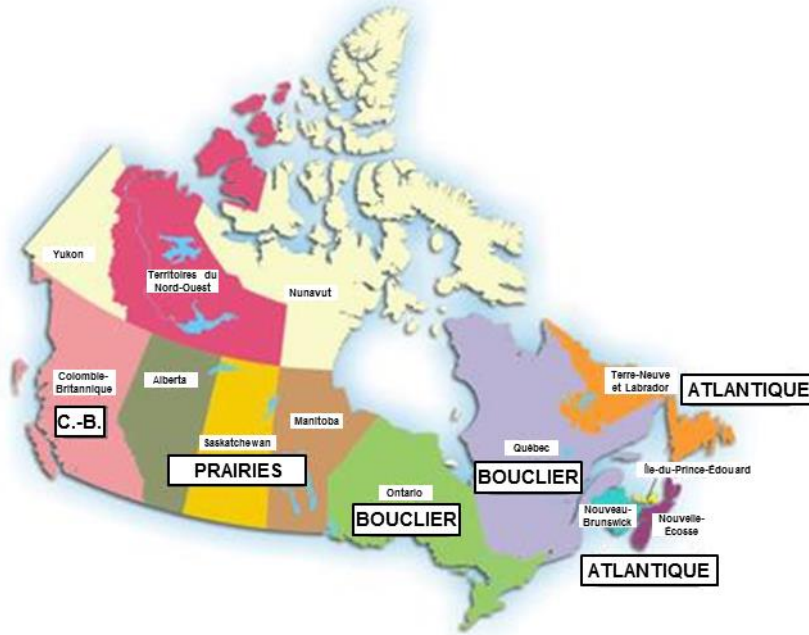 Yukon
Territoires du
Nord-Ouest
Nunavut
Colombie-
Britannique
C.-B.
Alberta
Saskatchewan
PRAIRIES
Manitoba
Ontario
BOUCLIER
Québec
BOUCLIER
Terre-Neuve
et Labrador
ATLANTIQUE
Île-du-Prince-Édouard
Nouveau-
Brunswick
Nouvelle-
Écosse
ATLANTIQUE